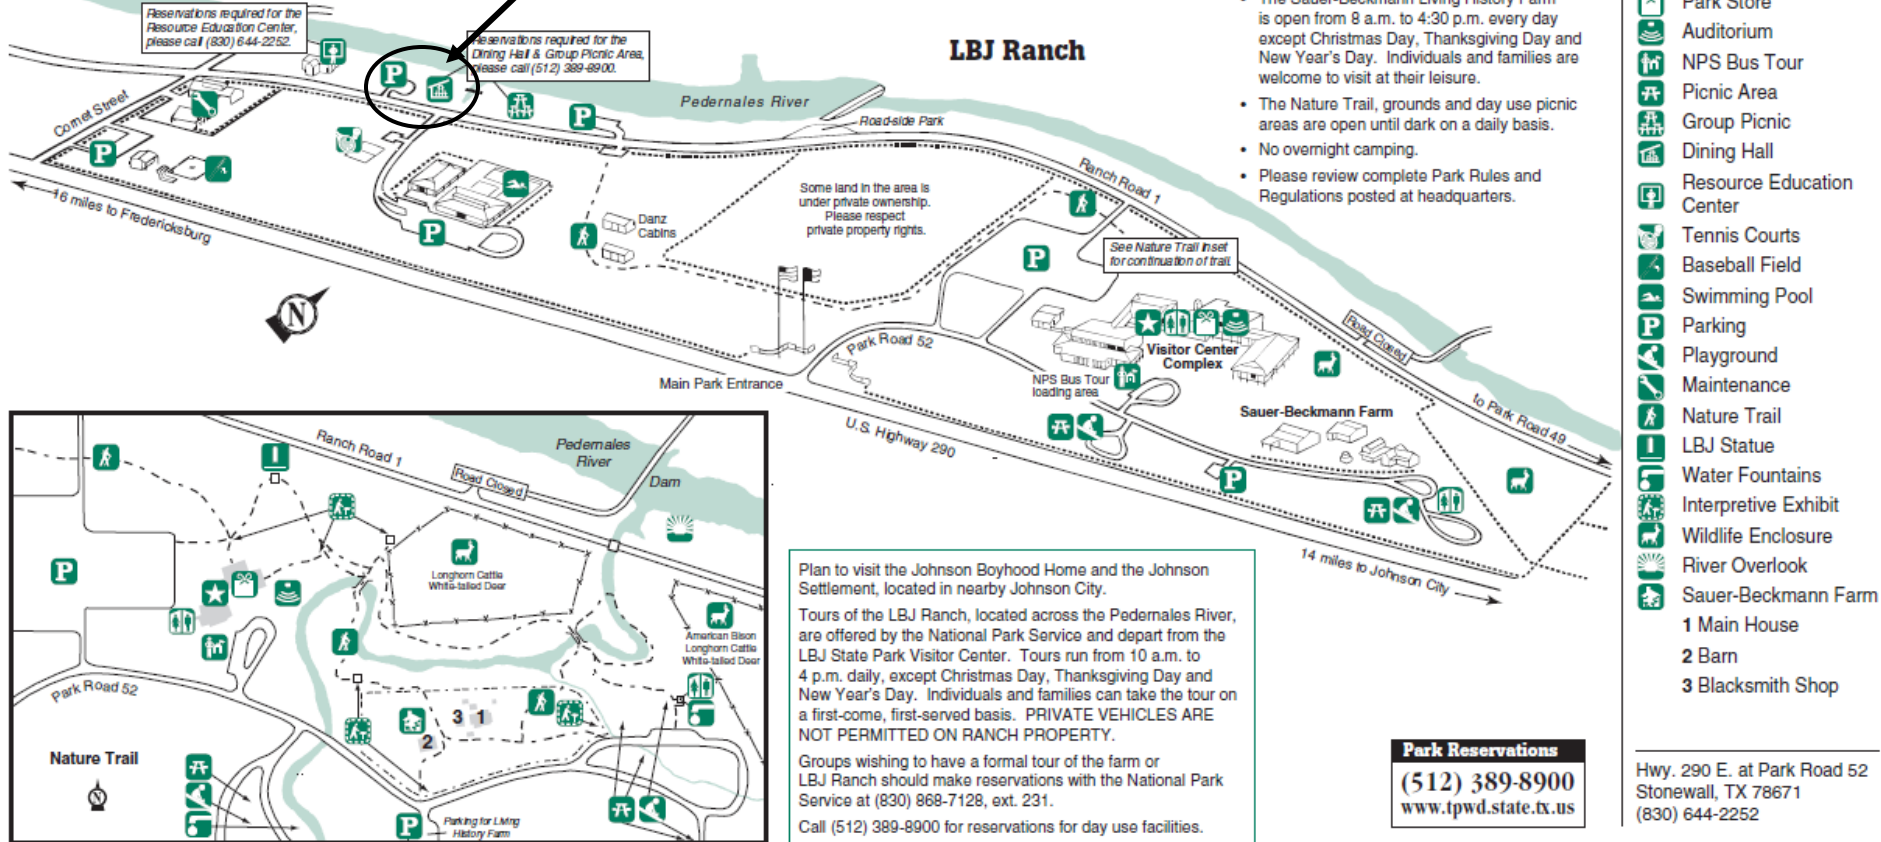 Reservations required for the
Resource Education Center,
please call (830) 644-2252.
Reservations required for the
Dining Hall & Group Picnic Area,
please call (512) 389-8900.
LBJ Ranch
Pedernales River
Road-side Park
Comet Street
P
P
P
P
16 miles to Fredericksburg
Danz
Cabins
Some land in the area is
under private ownership.
Please respect
private property rights.
Ranch Road 1
See Nature Trail Inset
for continuation of trail.
P
N
Park Road 52
Main Park Entrance
Visitor Center
Complex
NPS Bus Tour
loading area
Road Closed
Sauer-Beckmann Farm
to Park Road 49
U.S. Highway 290
P
14 miles to Johnson City
The Sauer-Beckmann Living History Farm
is open from 8 a.m. to 4:30 p.m. every day
except Christmas Day, Thanksgiving Day and
New Year's Day. Individuals and families are
welcome to visit at their leisure.
• The Nature Trail, grounds and day use picnic
areas are open until dark on a daily basis.
• No overnight camping.
• Please review complete Park Rules and
Regulations posted at headquarters.
Park Store
Auditorium
NPS Bus Tour
Picnic Area
Group Picnic
Dining Hall
Resource Education
Center
Tennis Courts
Baseball Field
Swimming Pool
P Parking
Playground
Maintenance
Nature Trail
LBJ Statue
Water Fountains
Interpretive Exhibit
Wildlife Enclosure
River Overlook
Sauer-Beckmann Farm
1 Main House
2 Barn
3 Blacksmith Shop
Hwy. 290 E. at Park Road 52
Stonewall, TX 78671
(830) 644-2252
Ranch Road 1
Pedernales
River
Road Closed
Dam
P
Longhorn Cattle
White-tailed Deer
American Bison
Longhorn Cattle
White-tailed Deer
Park Road 52
3 1
2
Nature Trail
N
P
Parking for Living
History Farm
Plan to visit the Johnson Boyhood Home and the Johnson
Settlement, located in nearby Johnson City.
Tours of the LBJ Ranch, located across the Pedernales River,
are offered by the National Park Service and depart from the
LBJ State Park Visitor Center. Tours run from 10 a.m. to
4 p.m. daily, except Christmas Day, Thanksgiving Day and
New Year's Day. Individuals and families can take the tour on
a first-come, first-served basis. PRIVATE VEHICLES ARE
NOT PERMITTED ON RANCH PROPERTY.
Groups wishing to have a formal tour of the farm or
LBJ Ranch should make reservations with the National Park
Service at (830) 868-7128, ext. 231.
Call (512) 389-8900 for reservations for day use facilities.
Park Reservations
(512) 389-8900
www.tpwd.state.tx.us